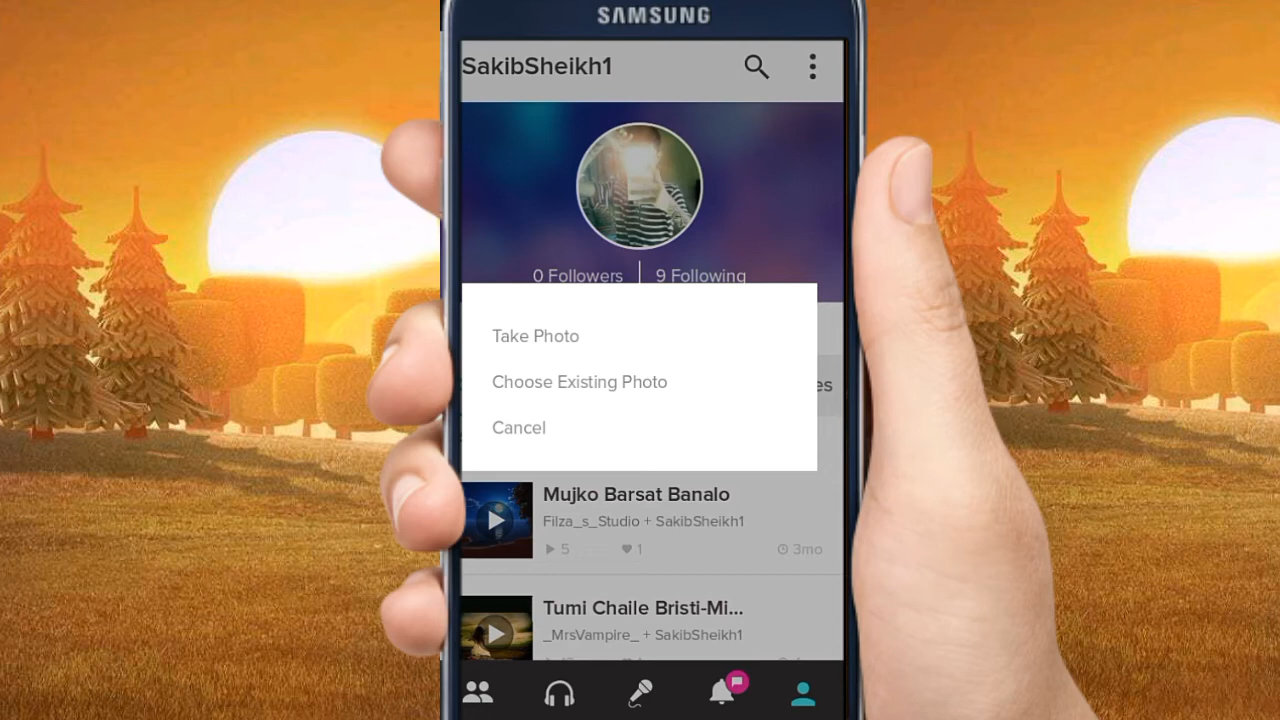 SAMSUNG
SakibSheikh1
0 Followers
9 Following
Take Photo
Choose Existing Photo
Cancel
es
Mujko Barsat Banalo
Filza_s_Studio + SakibSheikh1
5
1
3mo
Tumi Chaile Bristi-Mi...
_MrsVampire_ + SakibSheikh1